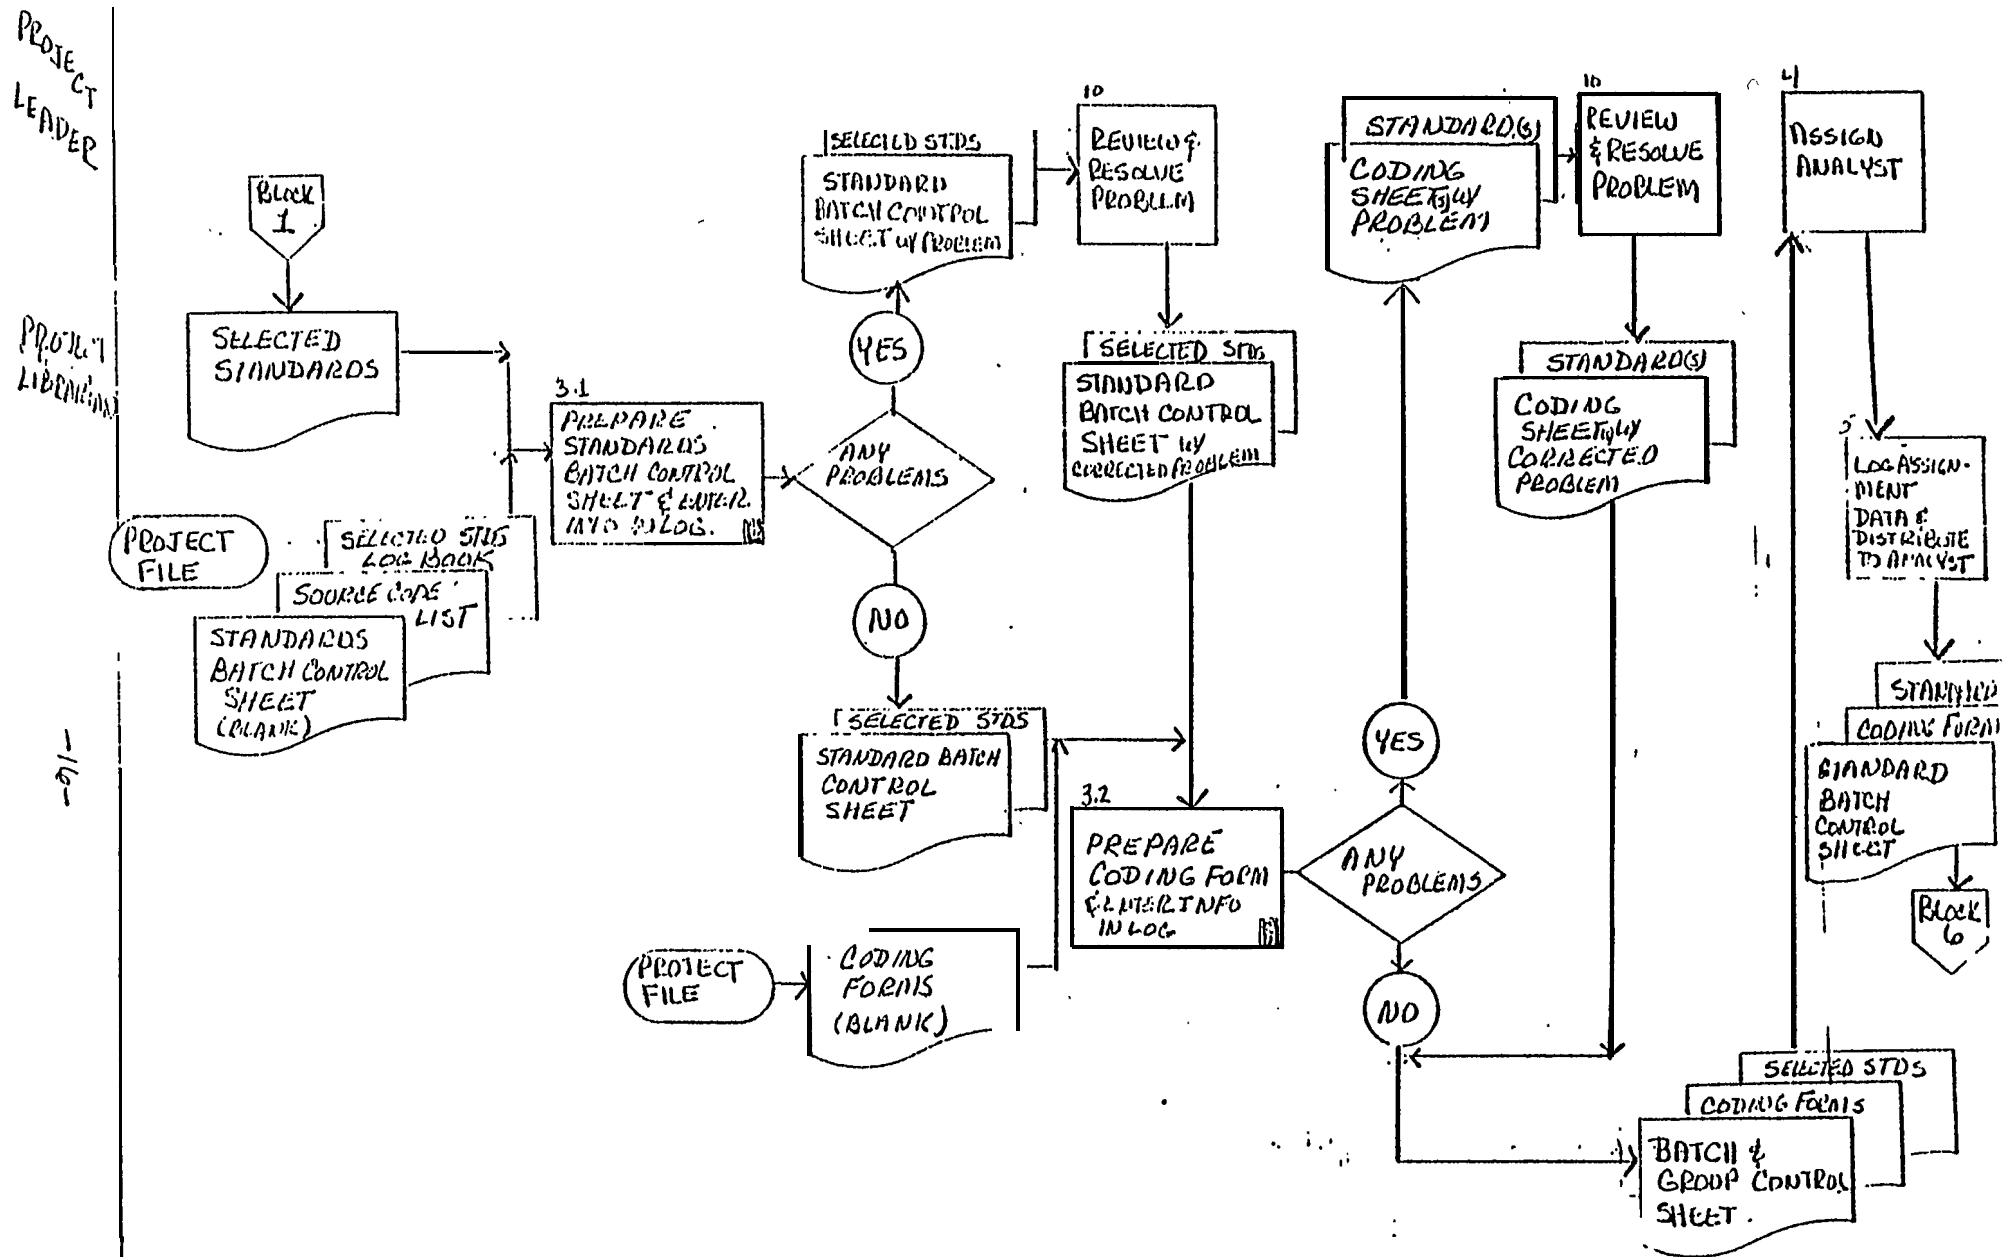 PROJECT
LEADER
BLOCK
1
SELECTED
STANDARDS
PROJECT
LIBRARIAN
PROJECT
FILE
SELECTED STDS
LOG BOOK
SOURCE CODE
LIST
STANDARDS
BATCH CONTROL
SHEET
(BLANK)
3.1
PREPARE
STANDARDS
BATCH CONTROL
SHEET & ENTER
LOG.
ANY
PROBLEMS
YES
SELECTED STDS
STANDARD
BATCH CONTROL
SHEET W/ PROBLEM
10
REVIEW &
RESOLVE
PROBLEM
SELECTED STDS
STANDARD
BATCH CONTROL
SHEET W/
CORRECTED PROBLEM
NO
SELECTED STDS
STANDARD BATCH
CONTROL
SHEET
PROJECT
FILE
CODING
FORMS
(BLANK)
3.2
PREPARE
CODING FORM
& ENTER INFO
IN LOG
ANY
PROBLEMS
YES
STANDARD(S)
CODING
SHEET(S) W/
PROBLEM
10
REVIEW
& RESOLVE
PROBLEM
STANDARD(S)
CODING
SHEET(S) W/
CORRECTED
PROBLEM
NO
SELECTED STDS
CODING FORMS
BATCH &
GROUP CONTROL
SHEET.
4
ASSIGN
ANALYST
5
LOG ASSIGN-
MENT
DATA &
DISTRIBUTE
TO ANALYST
CODING FORM
STANDARD
BATCH
CONTROL
SHEET
BLOCK
6
-16-